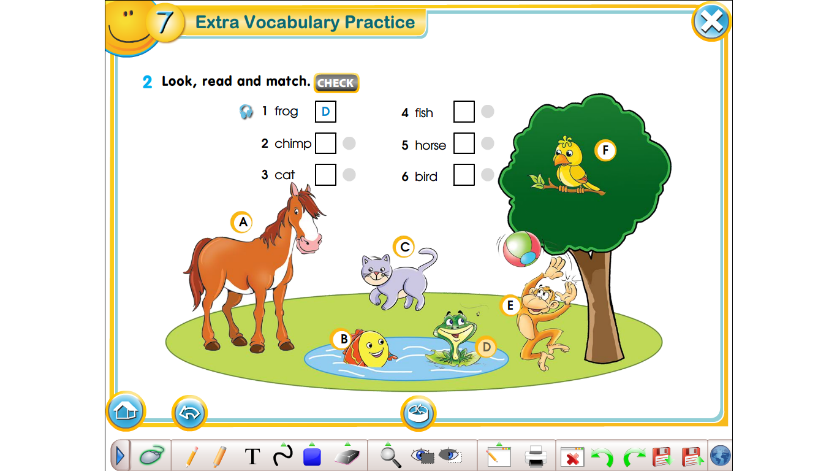 7 Extra Vocabulary Practice
2 Look, read and match. CHECK
1 frog D
2 chimp
3 cat
4 fish
5 horse
6 bird
F
A
C
E
B
D
T